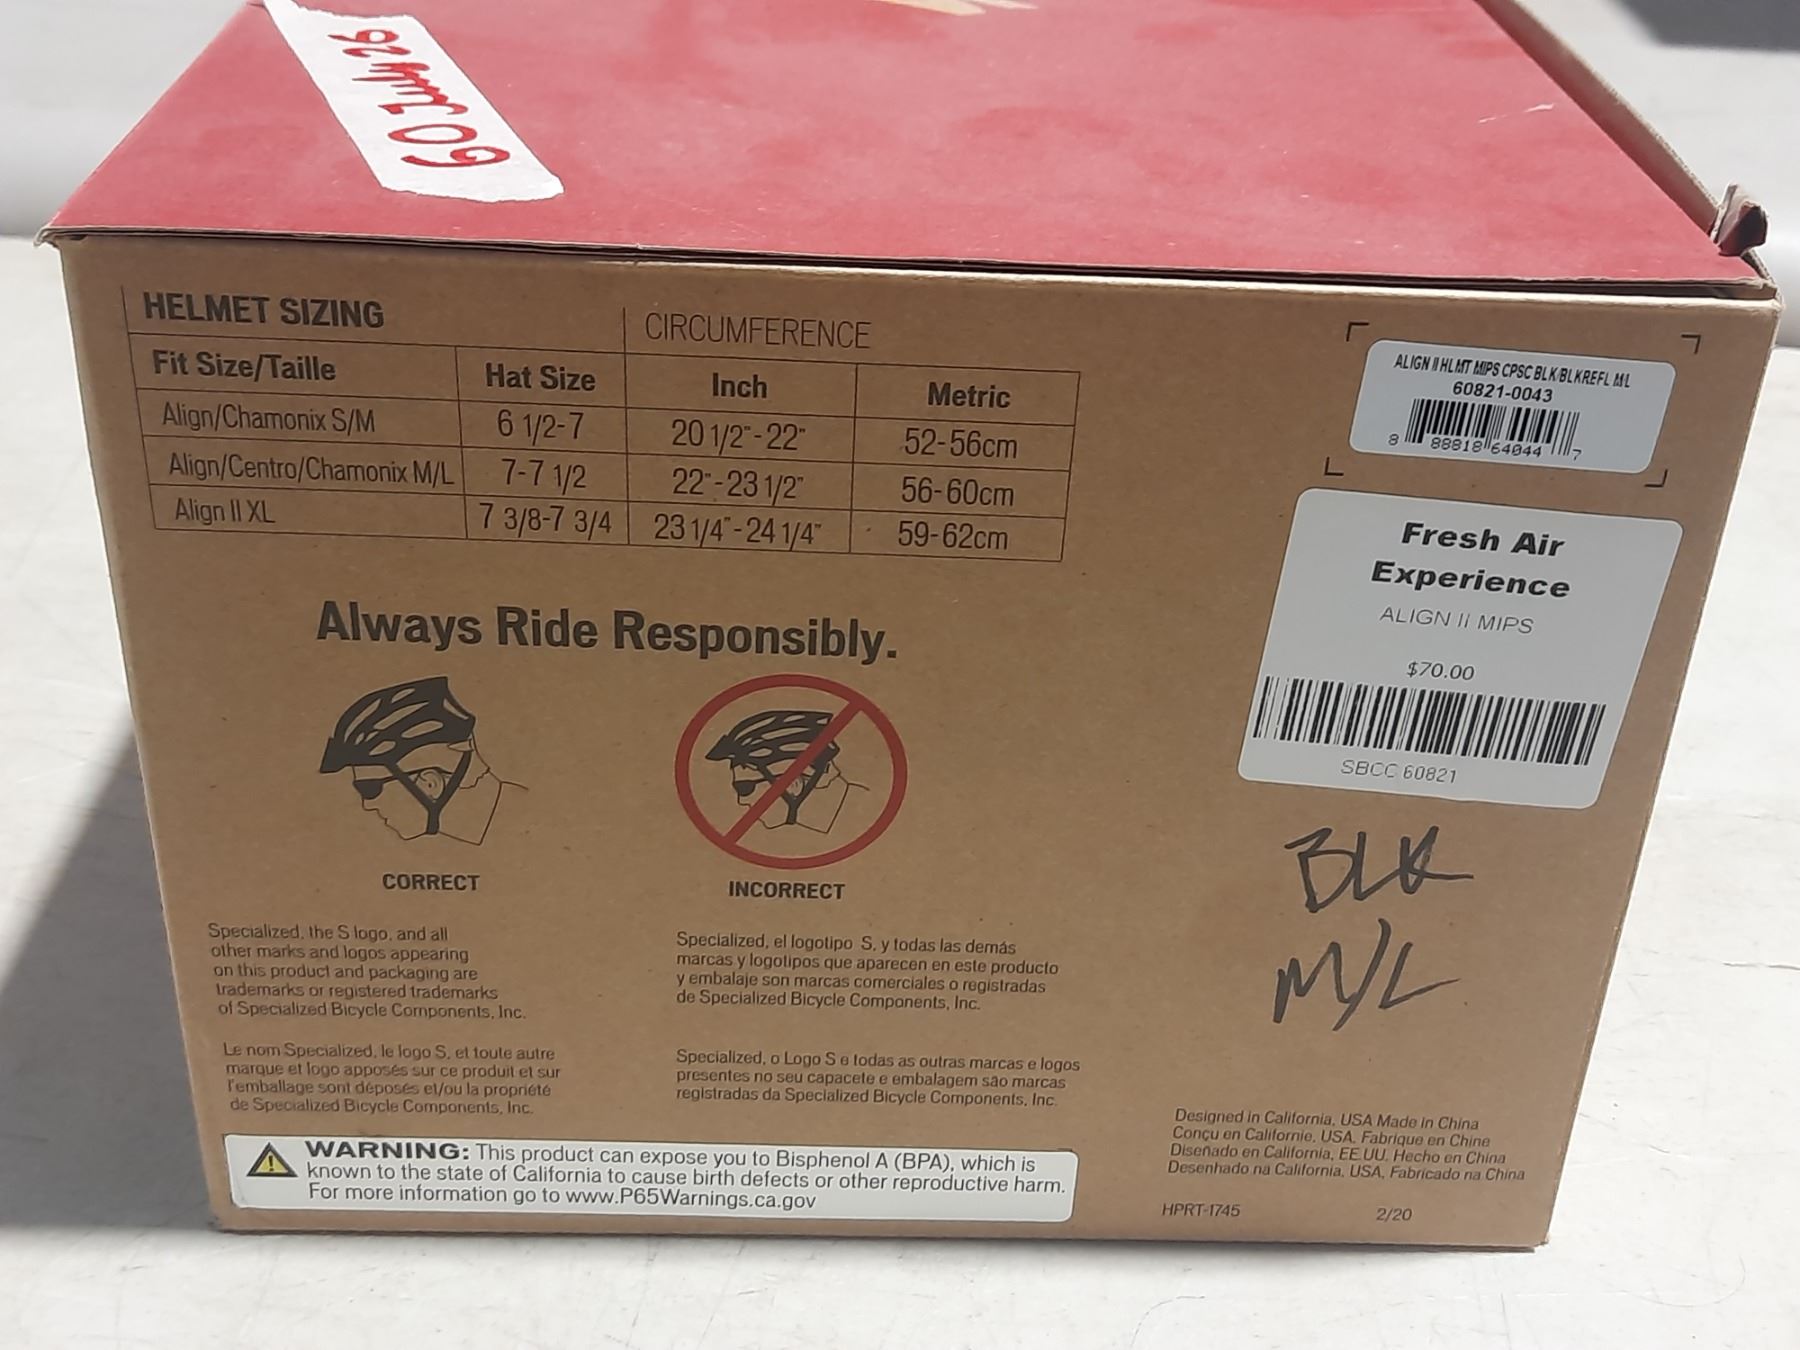 60 JUN 26
HELMET SIZING
CIRCUMFERENCE
Fit Size/Taille Hat Size Inch Metric
Align/Chamonix S/M 6 1/2-7 20 1/2"-22" 52-56cm
Align/Centro/Chamonix M/L 7-7 1/2 22"-23 1/2" 56-60cm
Align II XL 7 3/8-7 3/4 23 1/4"-24 1/4" 59-62cm
Always Ride Responsibly.
CORRECT
INCORRECT
Specialized, the S logo, and all
other marks and logos appearing
on this product and packaging are
trademarks or registered trademarks
of Specialized Bicycle Components, Inc.
Specialized, el logotipo S, y todas las demás
marcas y logotipos que aparecen en este producto
y embalaje son marcas comerciales o registradas
de Specialized Bicycle Components, Inc.
Le nom Specialized, le logo S, et toute autre
marque et logo apposés sur ce produit et sur
l'emballage sont déposés et/ou la propriété
de Specialized Bicycle Components, Inc.
Specialized, o Logo S e todas as outras marcas e logos
presentes no seu capacete e embalagem são marcas
registradas da Specialized Bicycle Components, Inc.
WARNING: This product can expose you to Bisphenol A (BPA), which is
known to the state of California to cause birth defects or other reproductive harm.
For more information go to www.P65Warnings.ca.gov
ALIGN II HLMT MIPS CPSC BLK/BLKREFL M/L
60821-0043
8 88818 64044 7
Fresh Air
Experience
ALIGN II MIPS
$70.00
SBCC 60821
BLK
M/L
Designed in California, USA Made in China
Conçu en Californie, USA, Fabrique en Chine
Diseñado en California, EE.UU. Hecho en China
Desenhado na California, USA, Fabricado na China
HPRT-1745 2/20